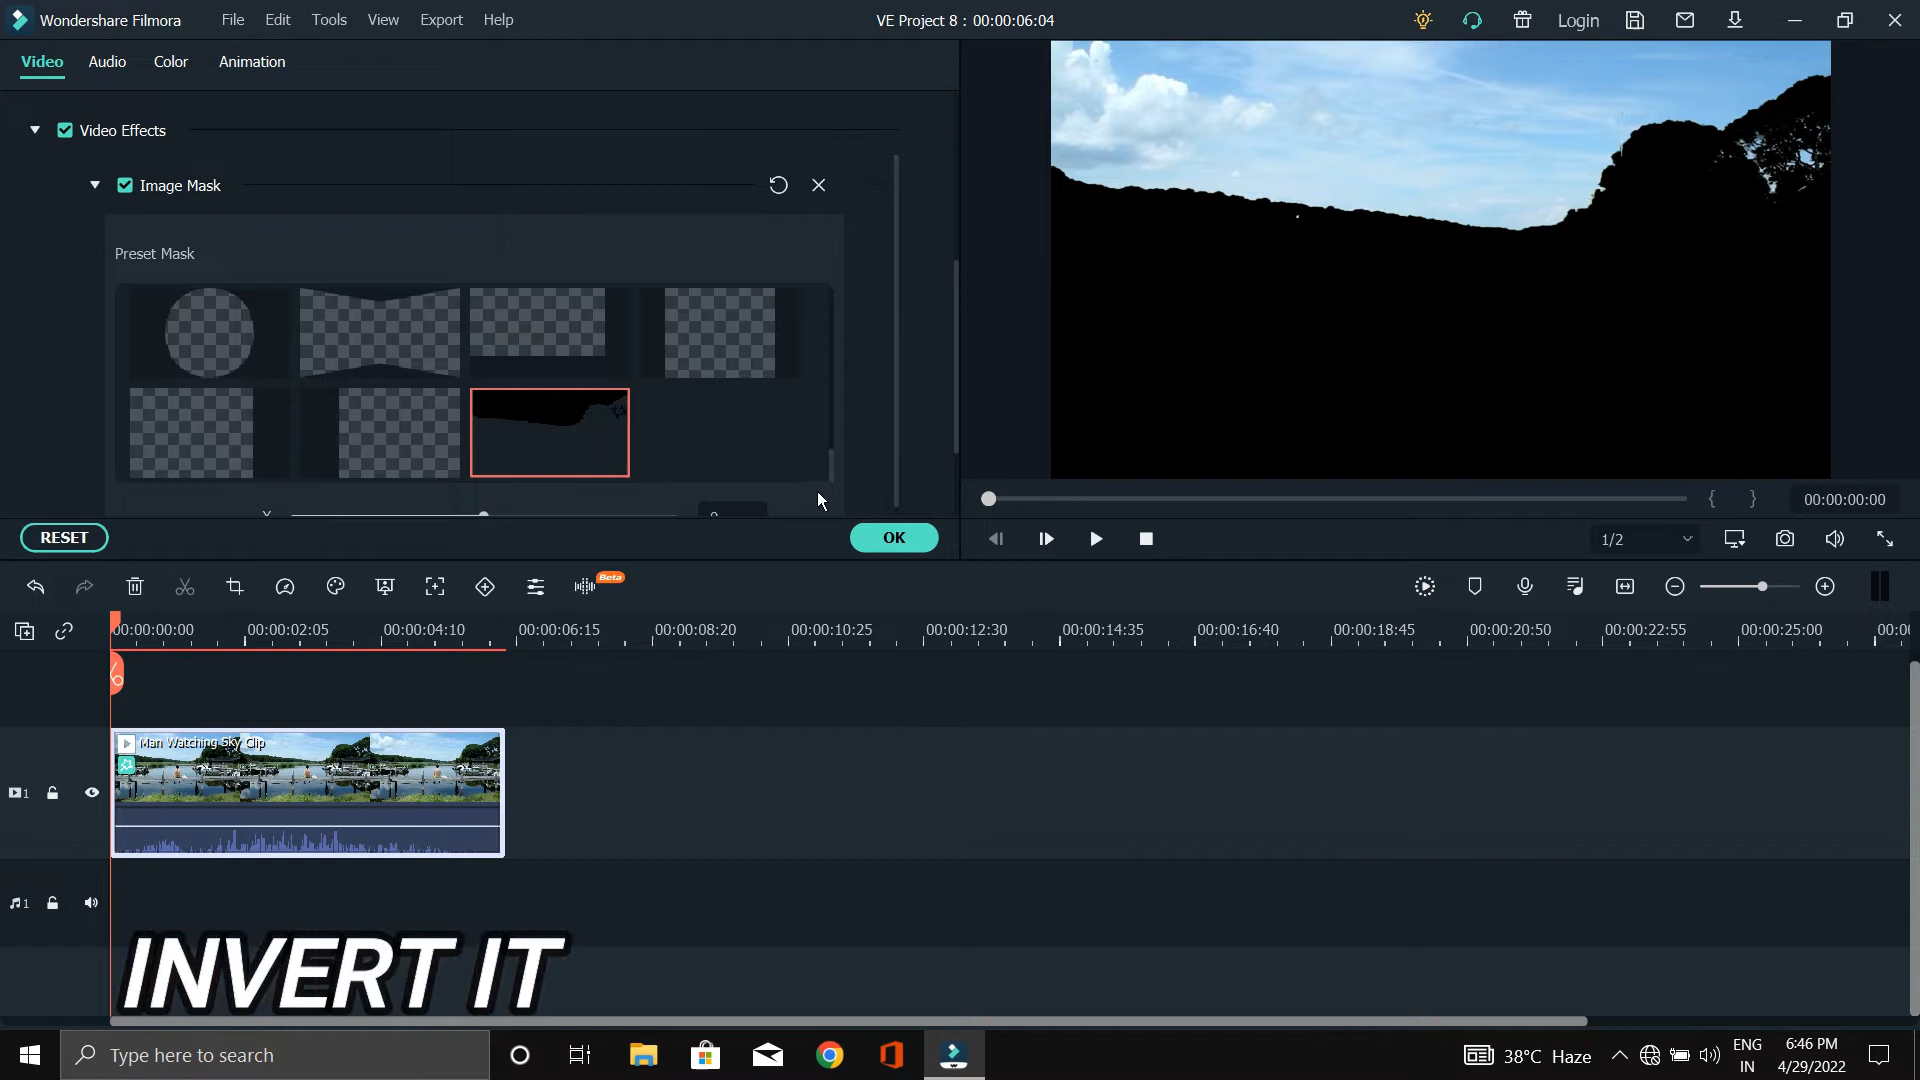 Wondershare Filmora File Edit Tools View Export Help
VE Project 8 : 00:00:06:04
Login
Video Audio Color Animation
Video Effects
Image Mask
Preset Mask
RESET
OK
00:00:00:00
1/2
Beta
00:00:00:00 00:00:02:05 00:00:04:10 00:00:06:15 00:00:08:20 00:00:10:25 00:00:12:30 00:00:14:35 00:00:16:40 00:00:18:45 00:00:20:50 00:00:22:55 00:00:25:00 00:00
Man Watching Sky Clip
1
1
INVERT IT
Type here to search
38°C Haze
ENG
IN
6:46 PM
4/29/2022